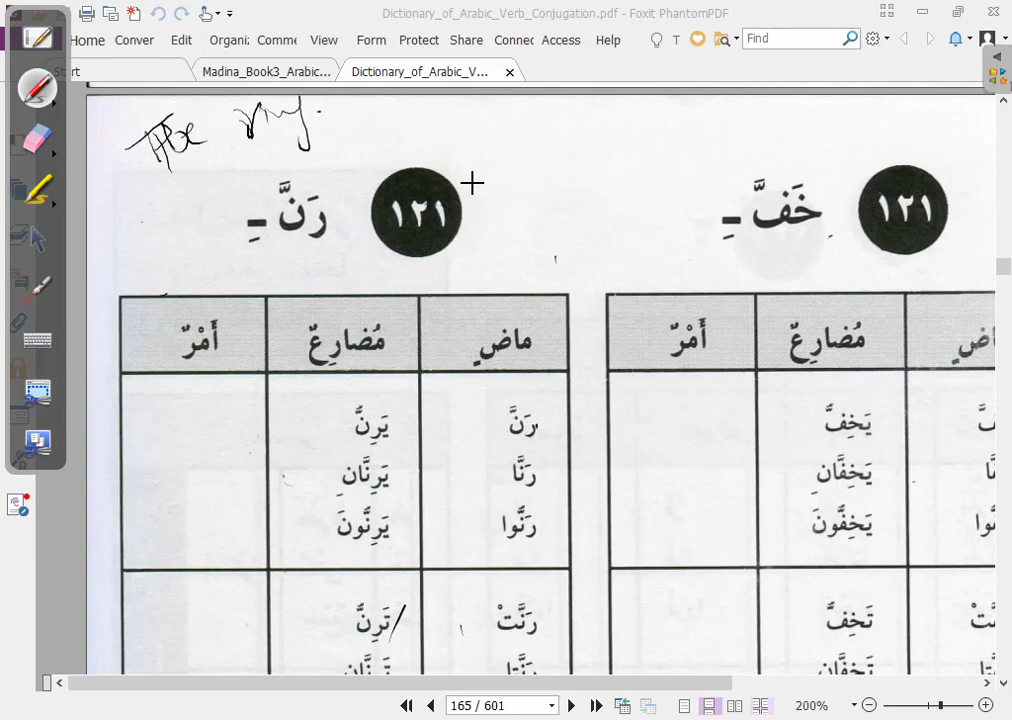 Dictionary_of_Arabic_Verb_Conjugation.pdf - Foxit PhantomPDF
Home Conver Edit Organi: Comme View Form Protect Share Connec Access Help Find
Start Madina_Book3_Arabic... Dictionary_of_Arabic_V...
١٢١ خَفَّ ـِ
١٢١ رَنَّ ـِ
مُضارِعٌ أَمْرٌ
ماضٍ مُضارِعٌ أَمْرٌ
يَخِفُّ
يَخِفَّانِ
يَخِفُّونَ
تَخِفُّ
رَنَّ يَرِنُّ
رَنَّا يَرِنَّانِ
رَنُّوا يَرِنُّونَ
رَنَّتْ تَرِنُّ
165 / 601
200%